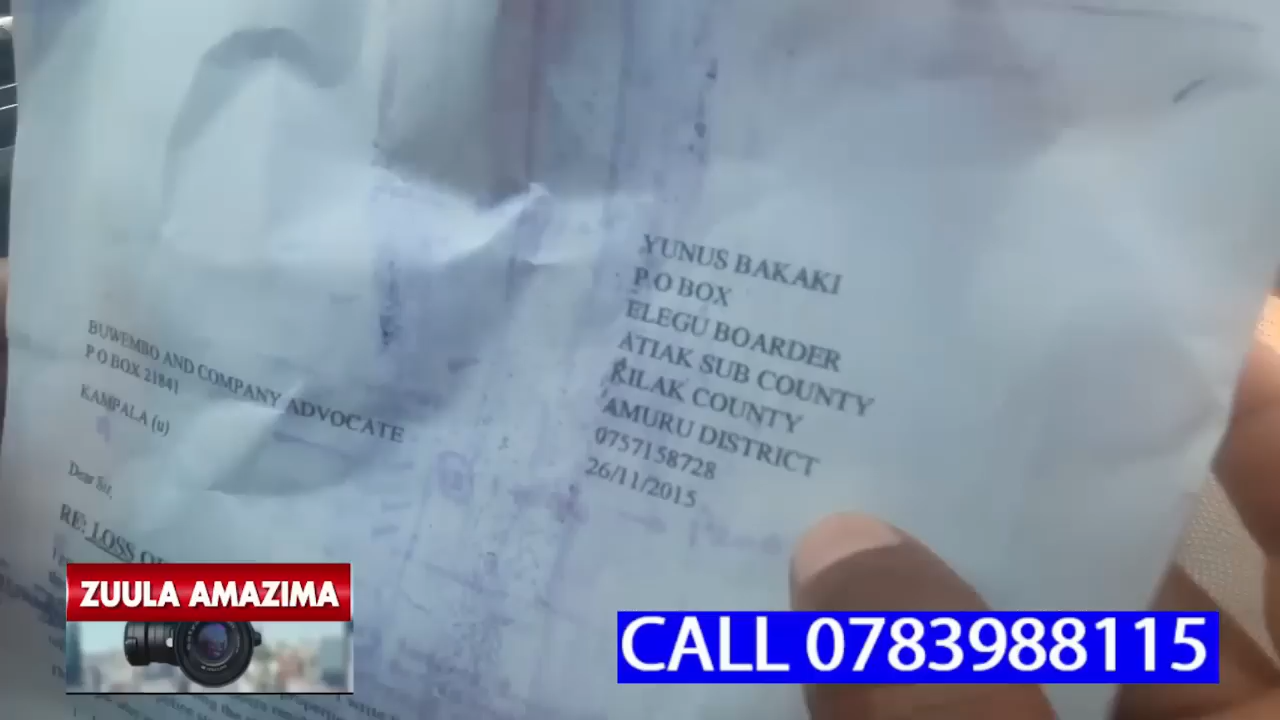 YUNUS BAKAKI
P O BOX
ELEGU BOARDER
ATIAK SUB COUNTY
KILAK COUNTY
AMURU DISTRICT
0757158728
26/11/2015
BUWEMBO AND COMPANY ADVOCATE
P O BOX 21841
KAMPALA (u)
Dear Sir,
RE: LOSS
ZUULA AMAZIMA
CALL 0783988115